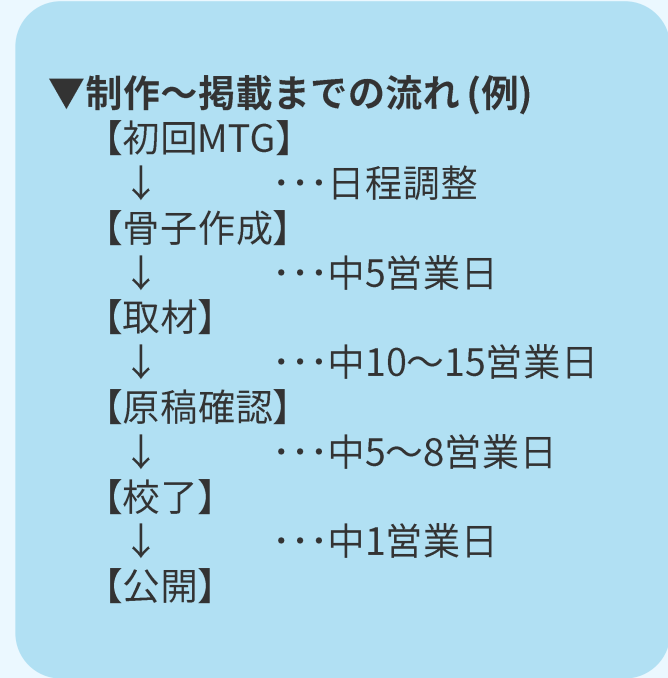 ▼制作～掲載までの流れ (例)
【初回MTG】
↓ ･･･日程調整
【骨子作成】
↓ ･･･中5営業日
【取材】
↓ ･･･中10～15営業日
【原稿確認】
↓ ･･･中5～8営業日
【校了】
↓ ･･･中1営業日
【公開】